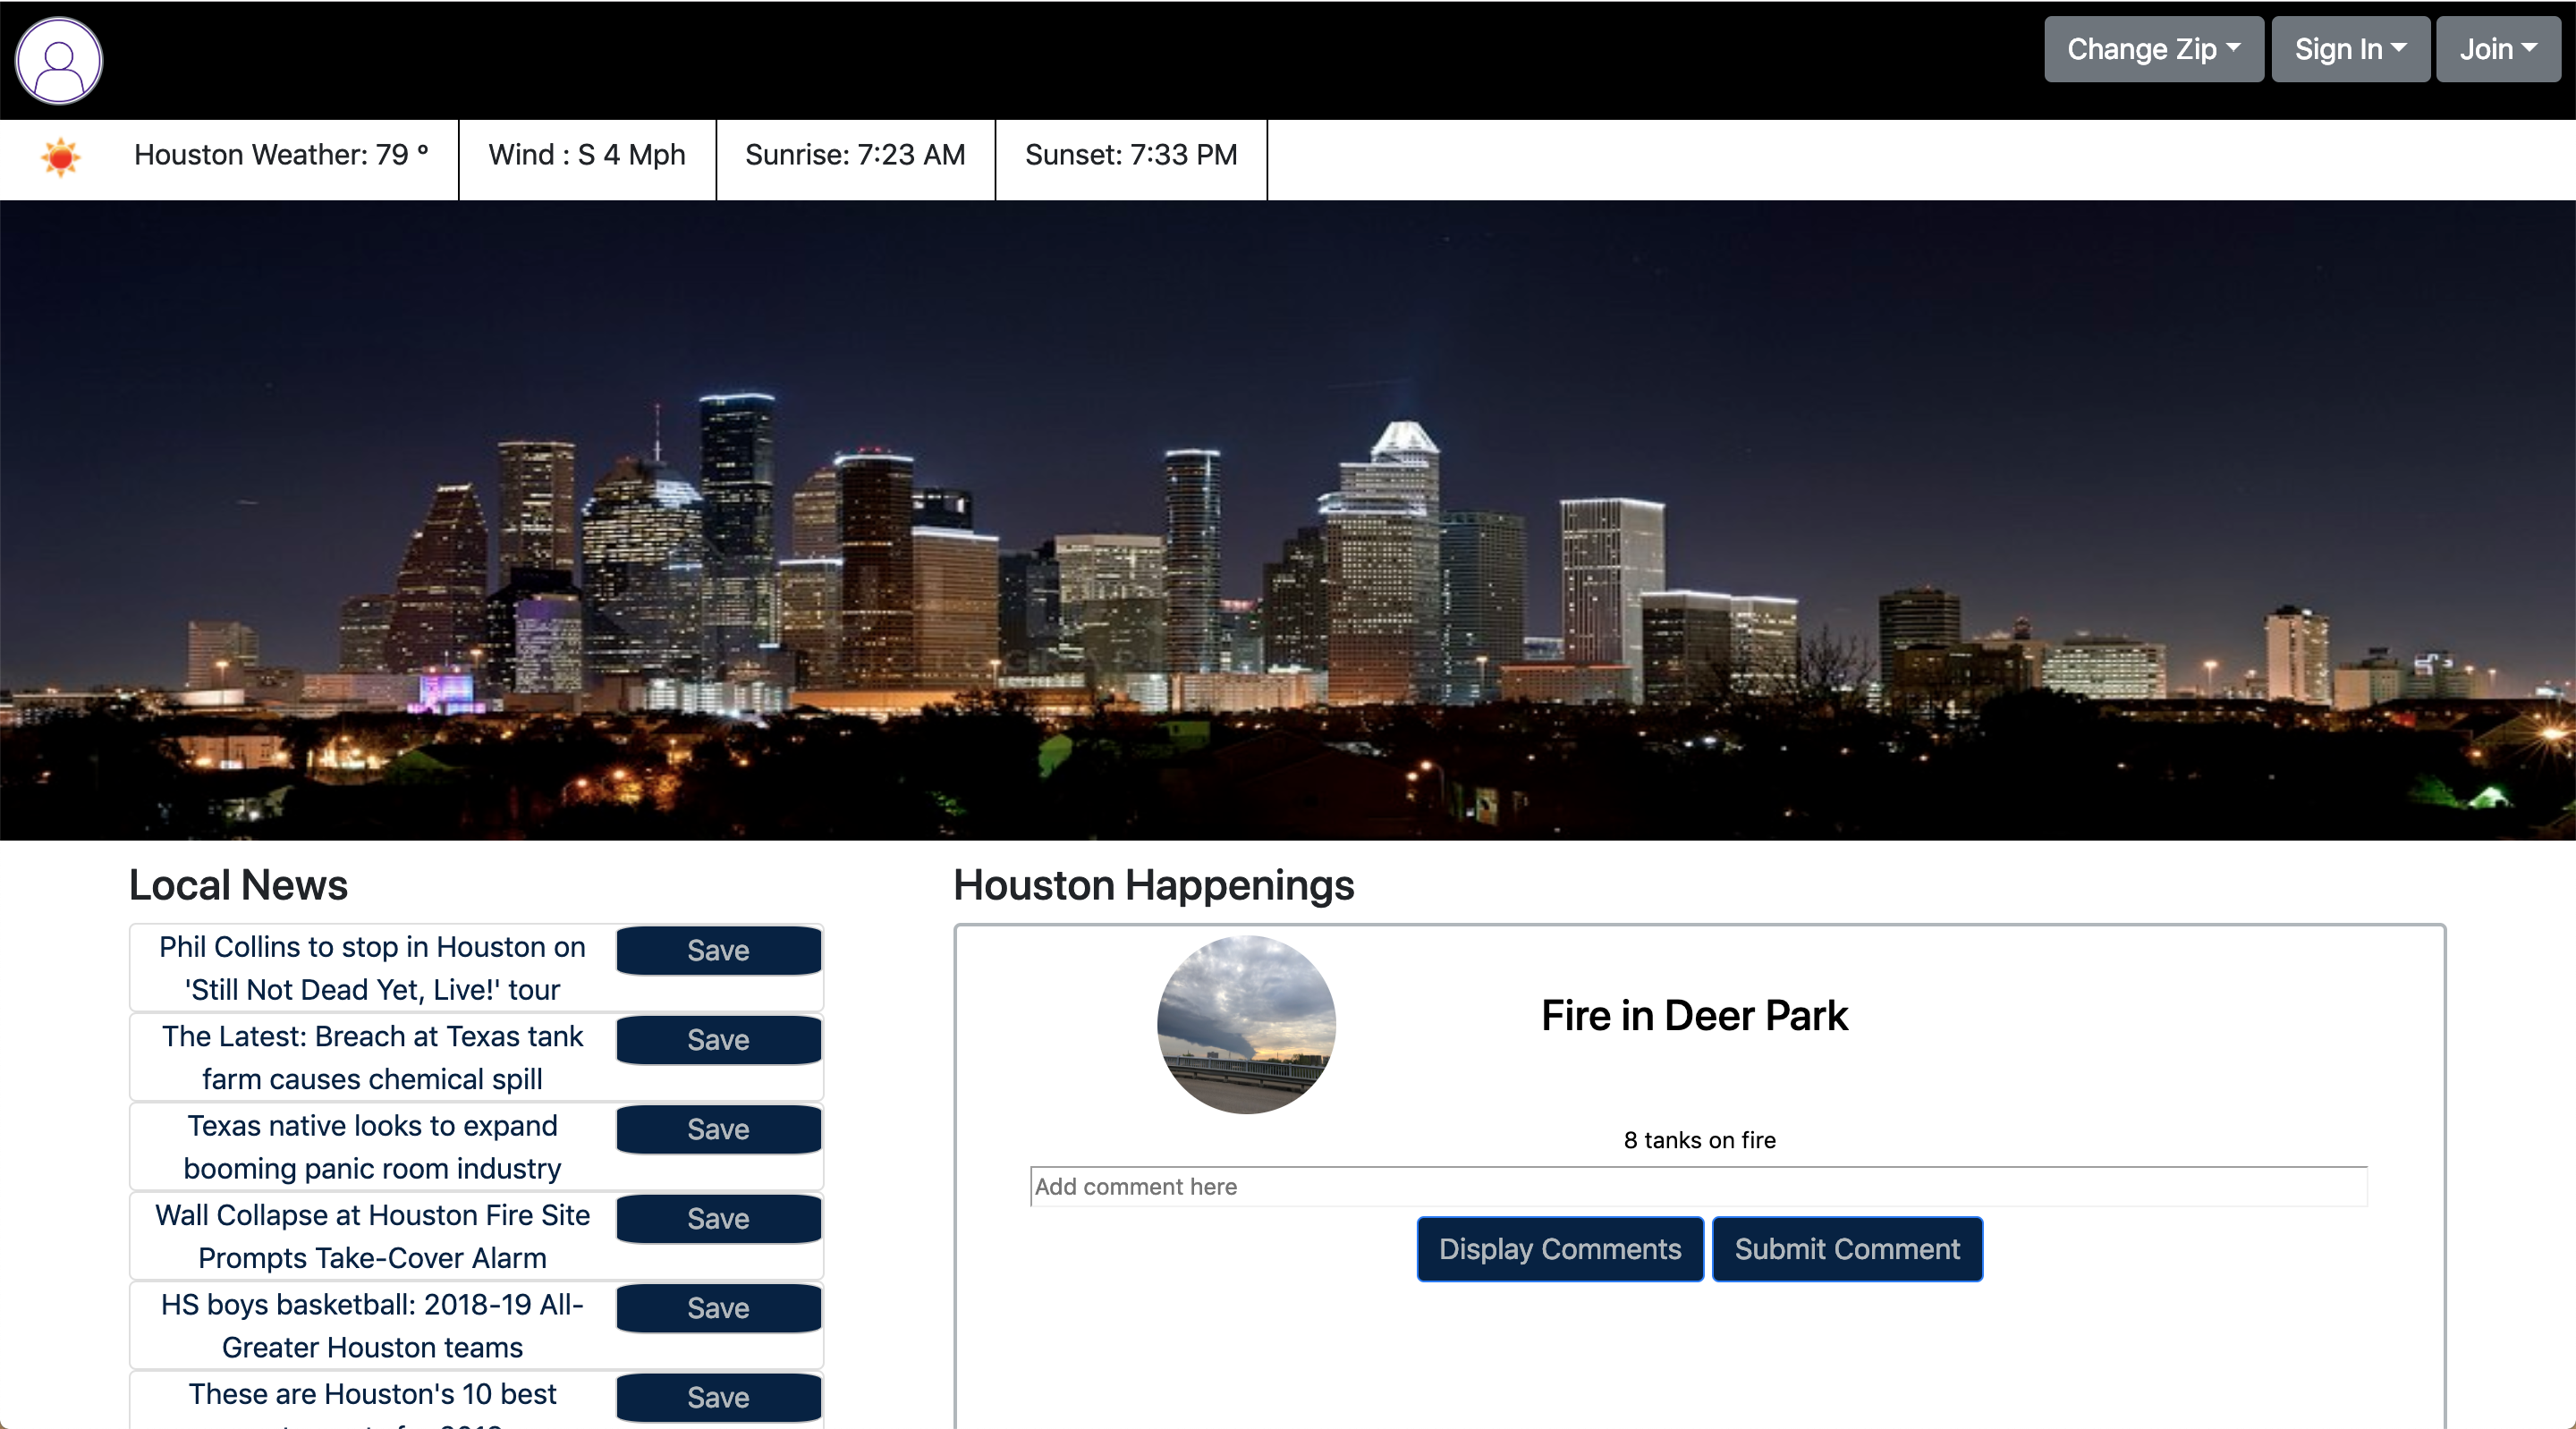 Change Zip
Sign In
Join
Houston Weather: 79 °
Wind : S 4 Mph
Sunrise: 7:23 AM
Sunset: 7:33 PM
Local News
Phil Collins to stop in Houston on
'Still Not Dead Yet, Live!' tour
Save
The Latest: Breach at Texas tank
farm causes chemical spill
Save
Texas native looks to expand
booming panic room industry
Save
Wall Collapse at Houston Fire Site
Prompts Take-Cover Alarm
Save
HS boys basketball: 2018-19 All-
Greater Houston teams
Save
These are Houston's 10 best
Save
Houston Happenings
Fire in Deer Park
8 tanks on fire
Add comment here
Display Comments
Submit Comment